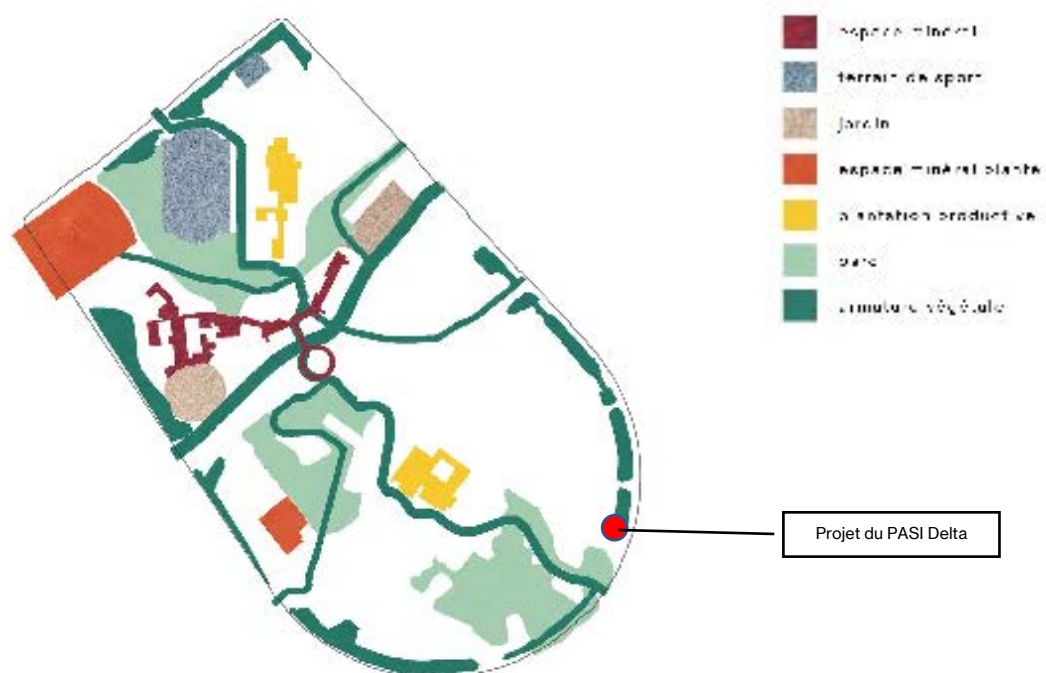 espace minéral
terrain de sport
jardin
espace minéral planté
plantation productive
parc
armature végétale
Projet du PASI Delta